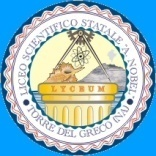 LICEO SCIENTIFICO STATALE "A. NOBEL"
LYCEUM
TORRE DEL GRECO (NA)